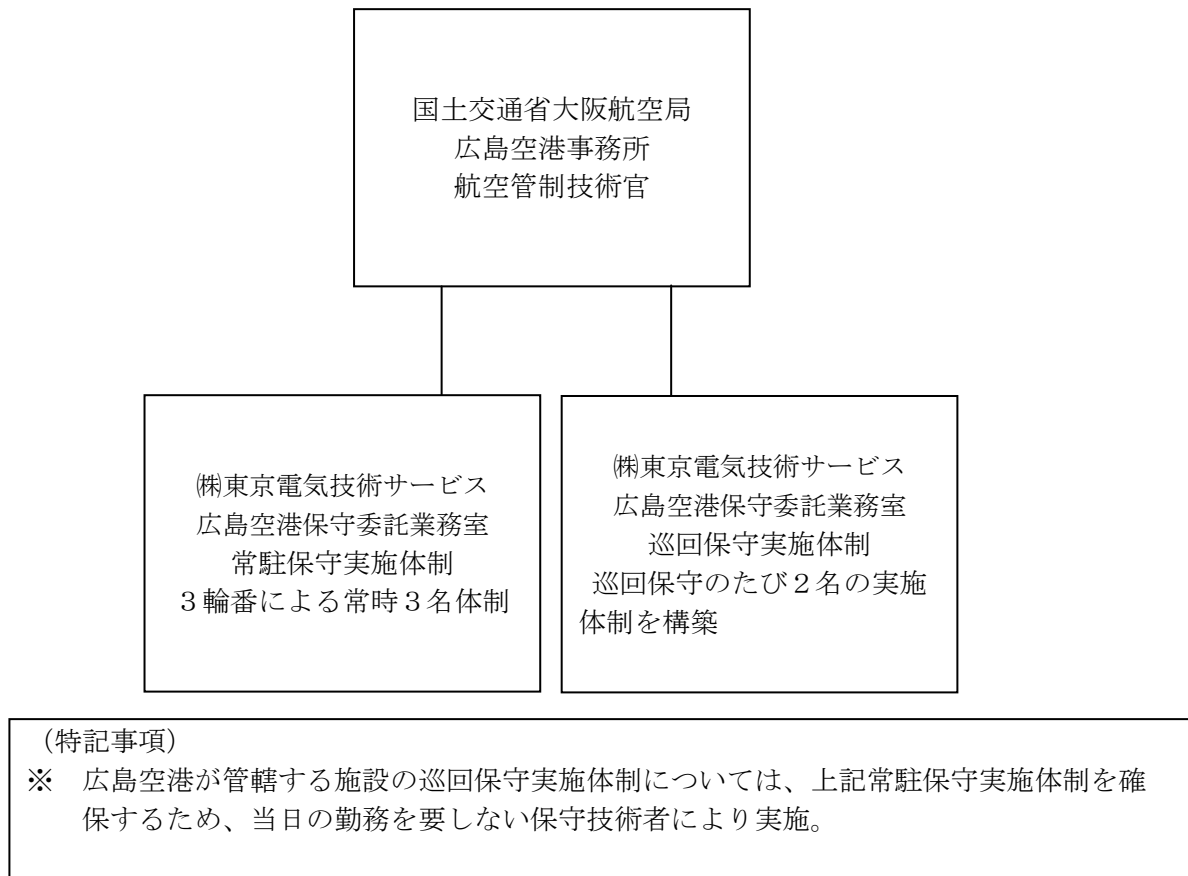 国土交通省大阪航空局
広島空港事務所
航空管制技術官
㈱東京電気技術サービス
広島空港保守委託業務室
常駐保守実施体制
３輪番による常時３名体制
㈱東京電気技術サービス
広島空港保守委託業務室
巡回保守実施体制
巡回保守のたび２名の実施
体制を構築
（特記事項）
※　広島空港が管轄する施設の巡回保守実施体制については、上記常駐保守実施体制を確
保するため、当日の勤務を要しない保守技術者により実施。